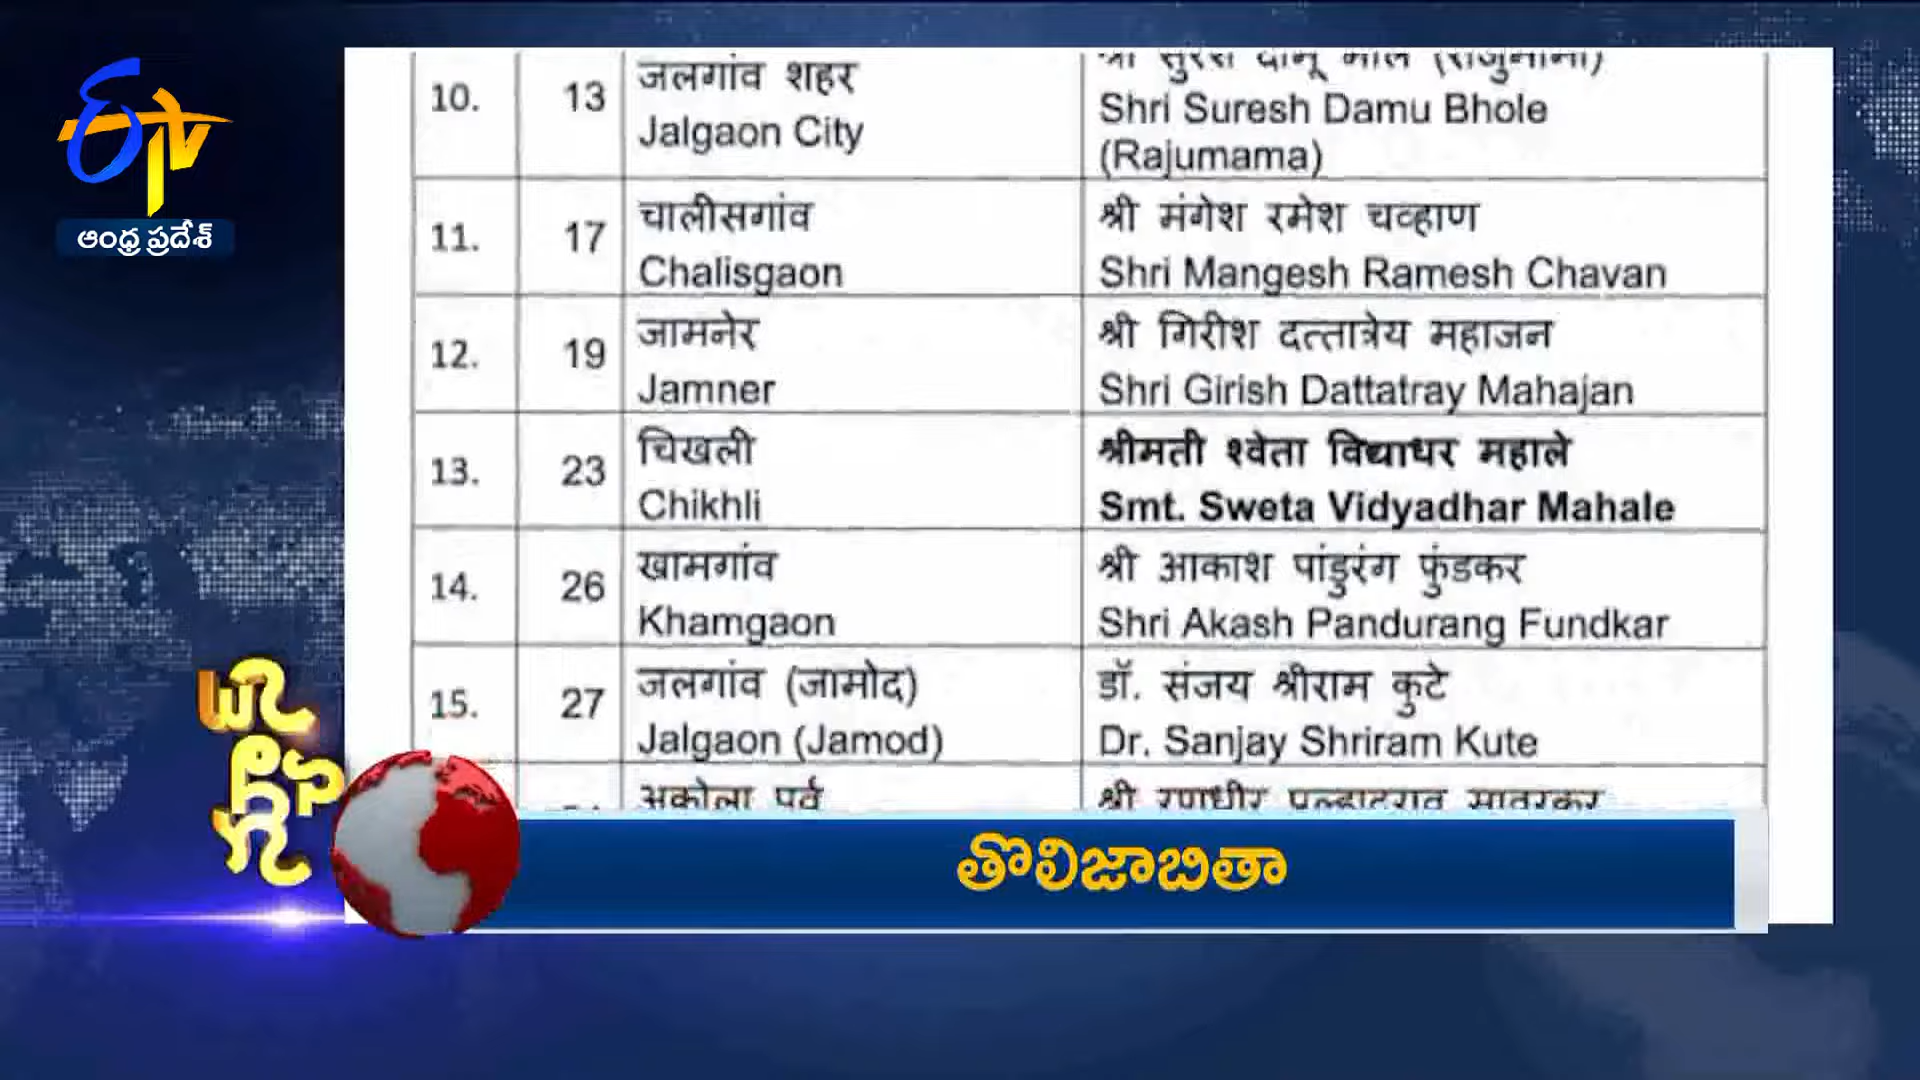 ETV
ఆంధ్ర ప్రదేశ్
10. 13 जलगांव शहर
Jalgaon City
Shri Suresh Damu Bhole
(Rajumama)
11. 17 चालीसगांव श्री मंगेश रमेश चव्हाण
Chalisgaon Shri Mangesh Ramesh Chavan
12. 19 जामनेर श्री गिरीश दत्तात्रेय महाजन
Jamner Shri Girish Dattatray Mahajan
13. 23 चिखली श्रीमती श्वेता विद्याधर महाले
Chikhli Smt. Sweta Vidyadhar Mahale
14. 26 खामगांव श्री आकाश पांडुरंग फुंडकर
Khamgaon Shri Akash Pandurang Fundkar
15. 27 जलगांव (जामोद) डॉ. संजय श्रीराम कुटे
Jalgaon (Jamod) Dr. Sanjay Shriram Kute
తొలిజాబితా